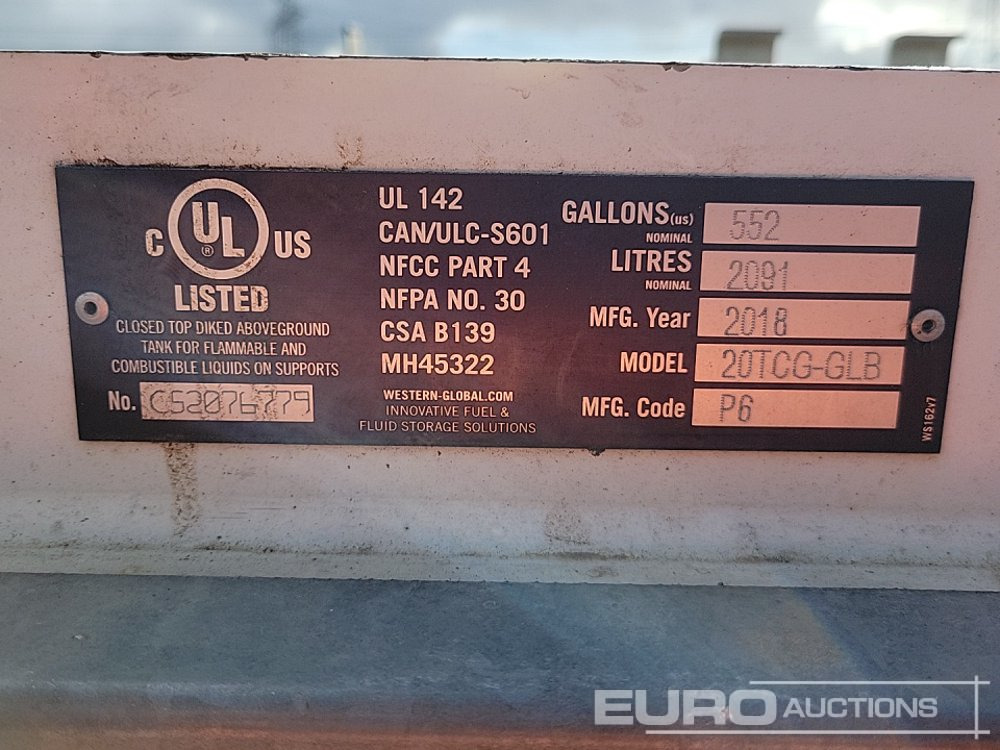 C UL ® US
LISTED
CLOSED TOP DIKED ABOVEGROUND
TANK FOR FLAMMABLE AND
COMBUSTIBLE LIQUIDS ON SUPPORTS
No. CS2076779
UL 142
CAN/ULC-S601
NFCC PART 4
NFPA NO. 30
CSA B139
MH45322
WESTERN-GLOBAL.COM
INNOVATIVE FUEL &
FLUID STORAGE SOLUTIONS
GALLONS(us) 552
NOMINAL
LITRES 2091
NOMINAL
MFG. Year 2018
MODEL 20TCG-GLB
MFG. Code P6
WS162v7
EURO AUCTIONS